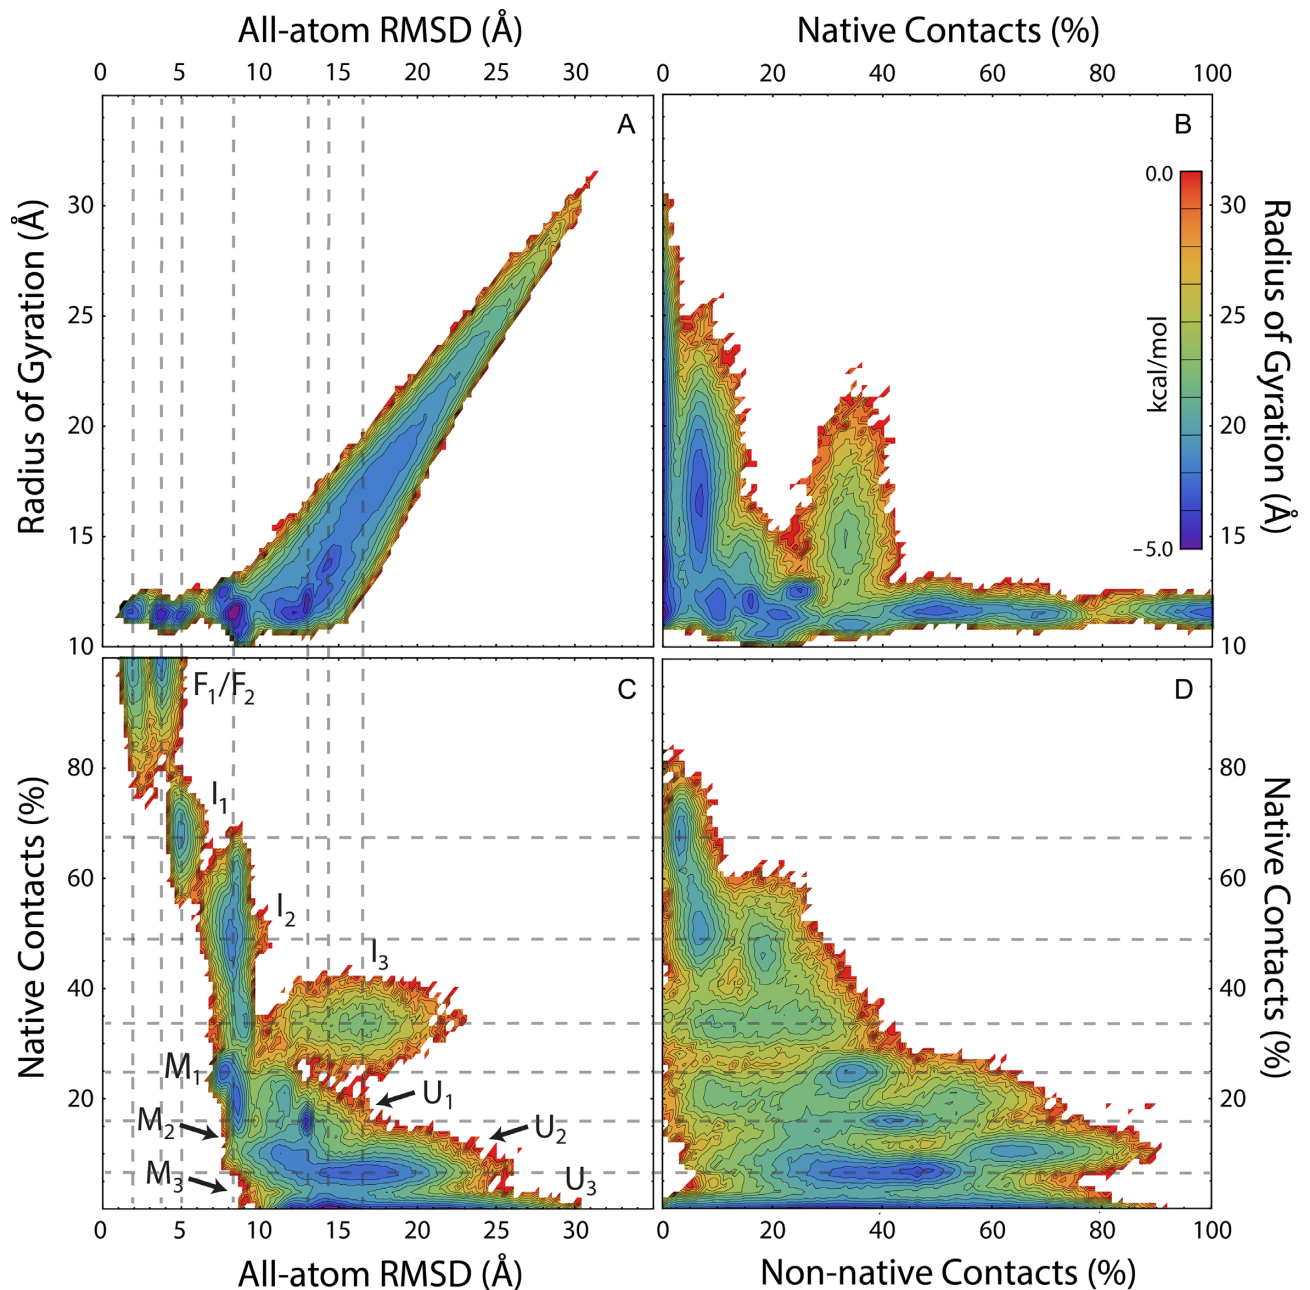 All-atom RMSD (Å)
Native Contacts (%)
0 5 10 15 20 25 30
0 20 40 60 80 100
A
B
Radius of Gyration (Å)
30
25
20
15
10
0.0
kcal/mol
−5.0
30
25
20
15
10
Radius of Gyration (Å)
C
D
F1/F2
I1
I2
I3
M1
M2
M3
U1
U2
U3
Native Contacts (%)
80
60
40
20
80
60
40
20
Native Contacts (%)
0 5 10 15 20 25 30
0 20 40 60 80 100
All-atom RMSD (Å)
Non-native Contacts (%)